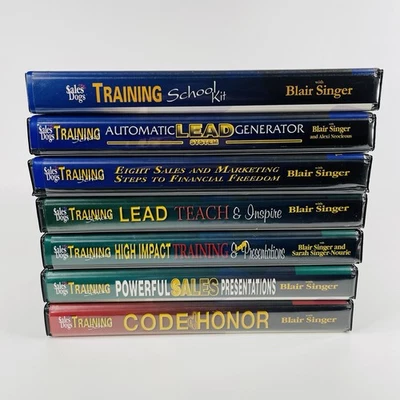 Sales Dogs TRAINING School Kit with Blair Singer
Sales Dogs TRAINING AUTOMATIC LEAD GENERATOR SYSTEM with Blair Singer and Alexi Neocleous
Sales Dogs TRAINING EIGHT SALES AND MARKETING STEPS TO FINANCIAL FREEDOM with Blair Singer
Sales Dogs TRAINING LEAD TEACH & Inspire with Blair Singer
Sales Dogs TRAINING HIGH IMPACT TRAINING & Presentations Blair Singer and Sarah Singer-Nourie
Sales Dogs TRAINING POWERFUL SALES PRESENTATIONS with Blair Singer
Sales Dogs TRAINING CODE of HONOR with Blair Singer